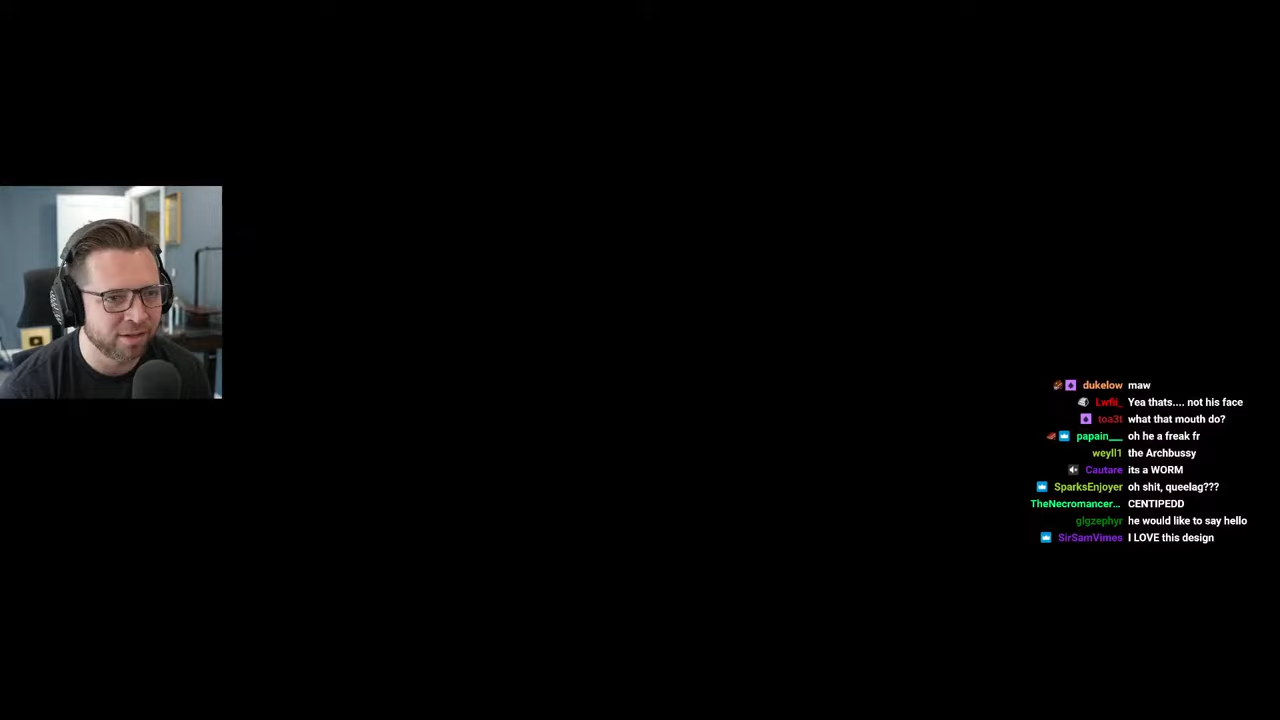 dukelow maw
Lwfii_ Yea thats.... not his face
toa3t what that mouth do?
papain___ oh he a freak fr
weyll1 the Archbussy
Cautare its a WORM
SparksEnjoyer oh shit, queelag???
TheNecromancer... CENTIPEDD
glgzephyr he would like to say hello
SirSamVimes I LOVE this design